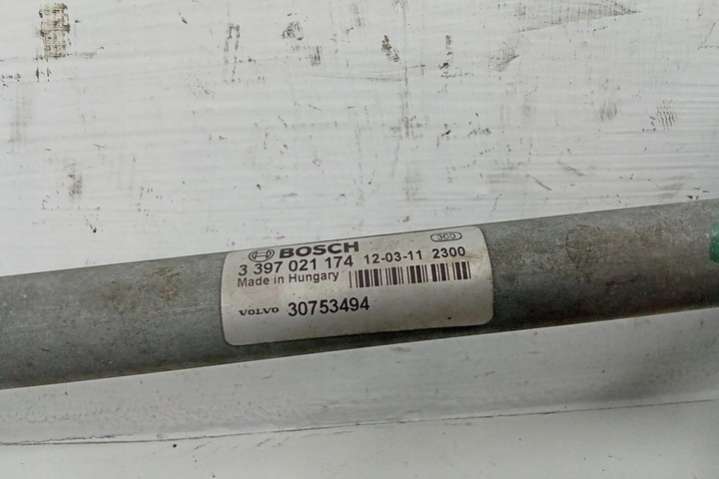 BOSCH
3 397 021 174 12-03-11 2300
Made in Hungary
VOLVO 30753494